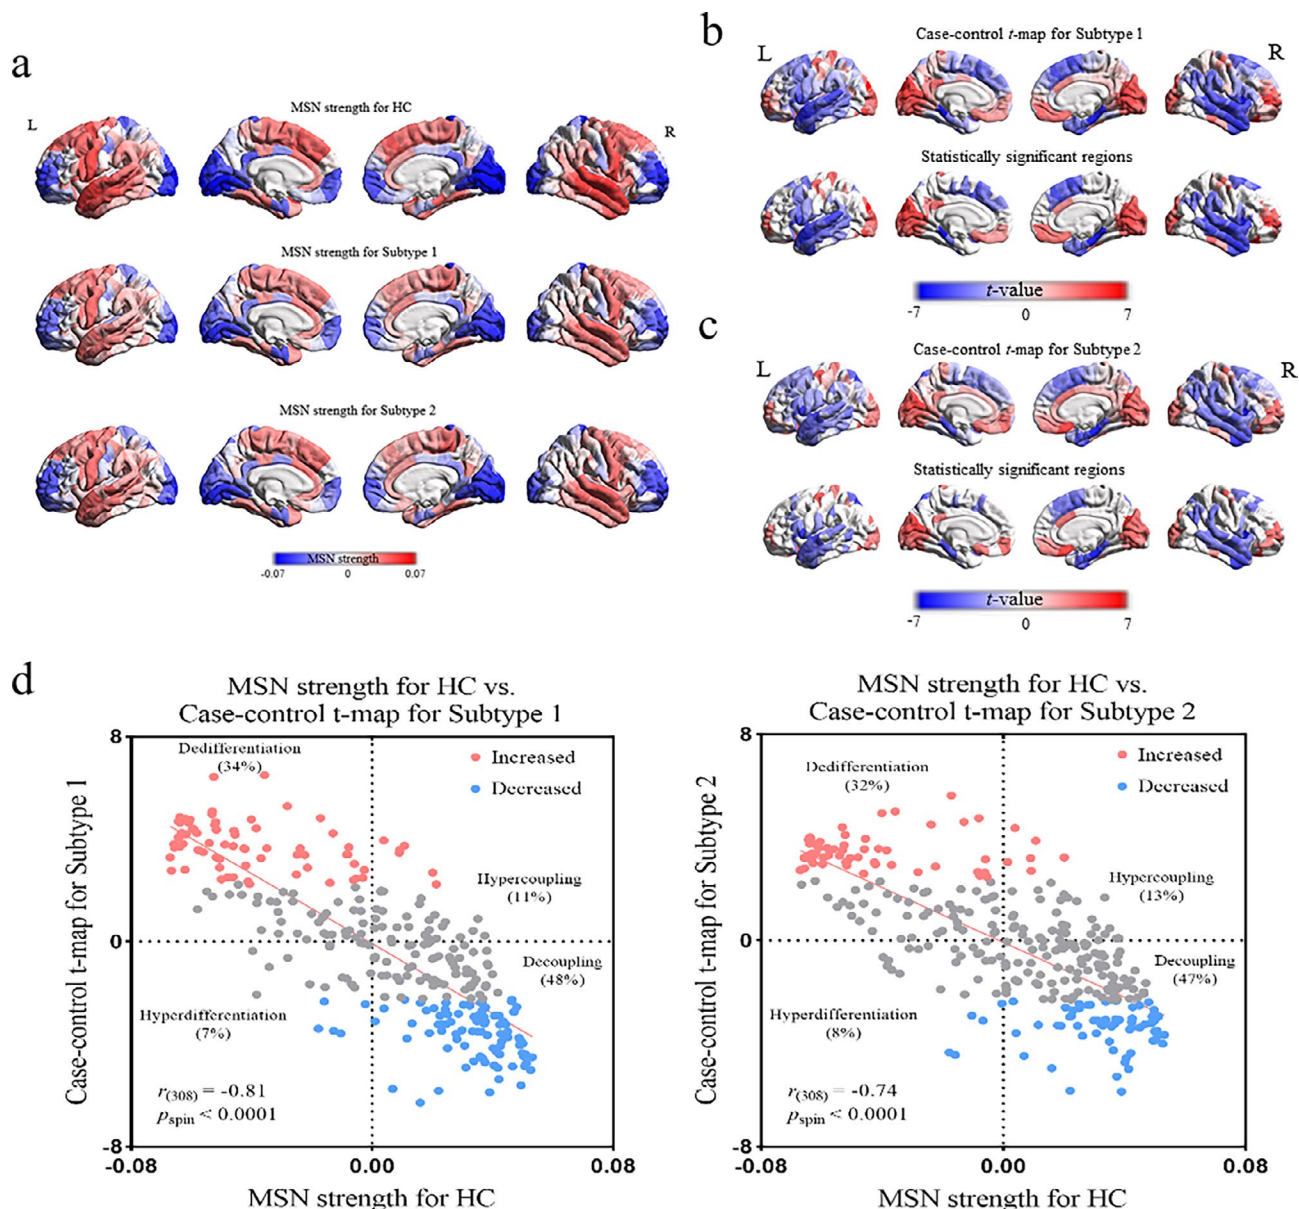 a
MSN strength for HC
L
R
MSN strength for Subtype 1
MSN strength for Subtype 2
MSN strength
-0.07
0
0.07
b
Case-control t-map for Subtype 1
L
R
Statistically significant regions
t-value
-7
0
7
c
Case-control t-map for Subtype 2
L
R
Statistically significant regions
t-value
-7
0
7
d
MSN strength for HC vs.
Case-control t-map for Subtype 1
8
Dedifferentiation
(34%)
Increased
Decreased
Case-control t-map for Subtype 1
Hypercoupling
(11%)
0
Decoupling
(48%)
Hyperdifferentiation
(7%)
r(308) = -0.81
pspin < 0.0001
-8
-0.08
0.00
0.08
MSN strength for HC
MSN strength for HC vs.
Case-control t-map for Subtype 2
8
Dedifferentiation
(32%)
Increased
Decreased
Case-control t-map for Subtype 2
Hypercoupling
(13%)
0
Decoupling
(47%)
Hyperdifferentiation
(8%)
r(308) = -0.74
pspin < 0.0001
-8
-0.08
0.00
0.08
MSN strength for HC